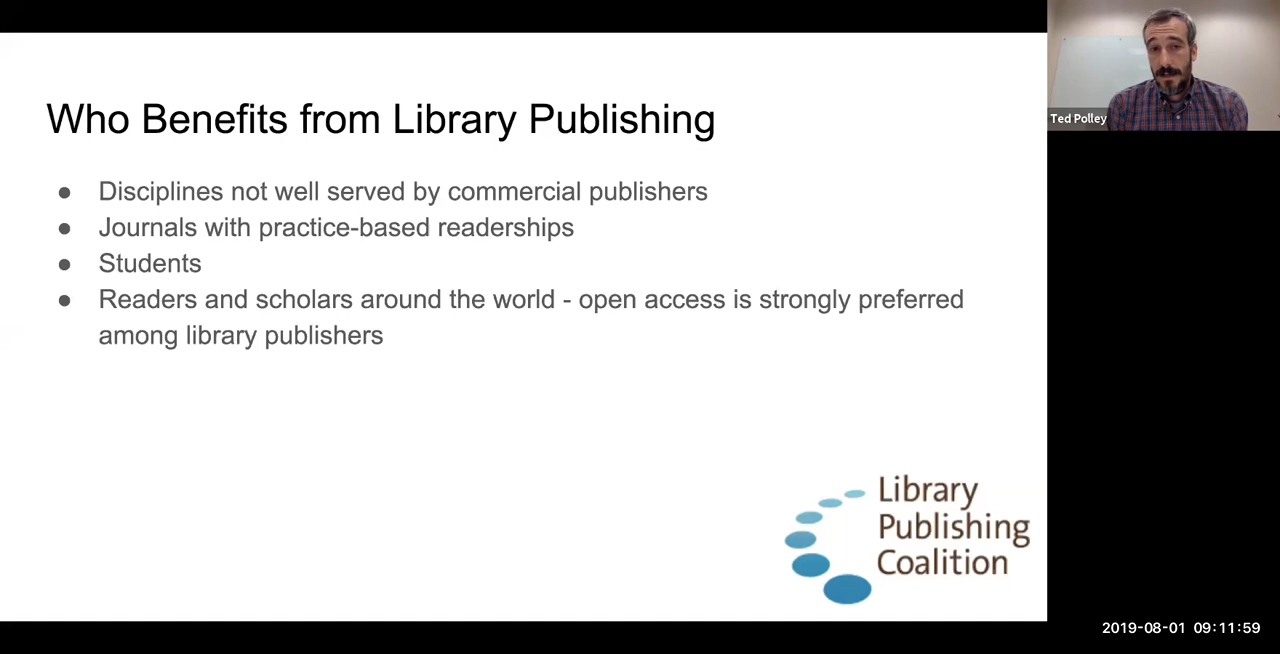 Who Benefits from Library Publishing
● Disciplines not well served by commercial publishers
● Journals with practice-based readerships
● Students
● Readers and scholars around the world - open access is strongly preferred
among library publishers
Library
Publishing
Coalition
Ted Polley
2019-08-01 09:11:59